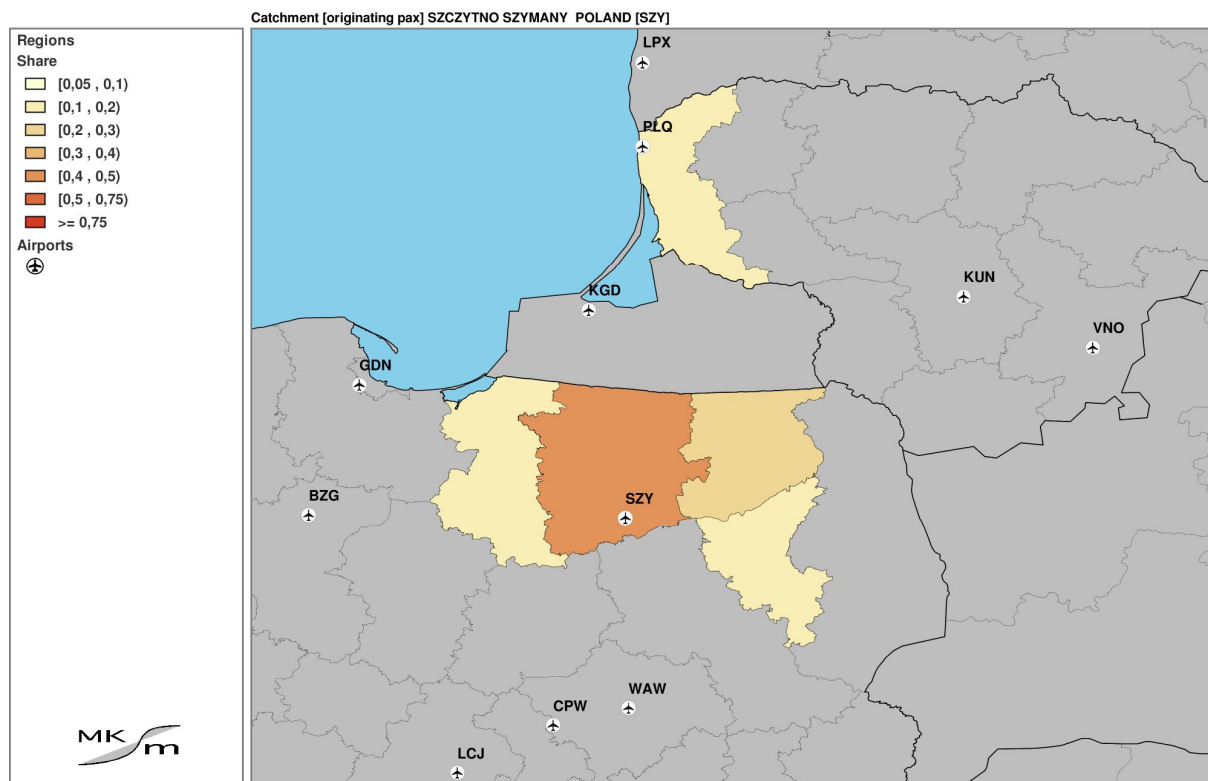 Catchment [originating pax] SZCZYTNO SZYMANY POLAND [SZY]
Regions
Share
[0,05 , 0,1)
[0,1 , 0,2)
[0,2 , 0,3)
[0,3 , 0,4)
[0,4 , 0,5)
[0,5 , 0,75)
>= 0,75
Airports
MK
m
LPX
PLQ
KGD
KUN
VNO
GDN
BZG
SZY
WAW
CPW
LCJ